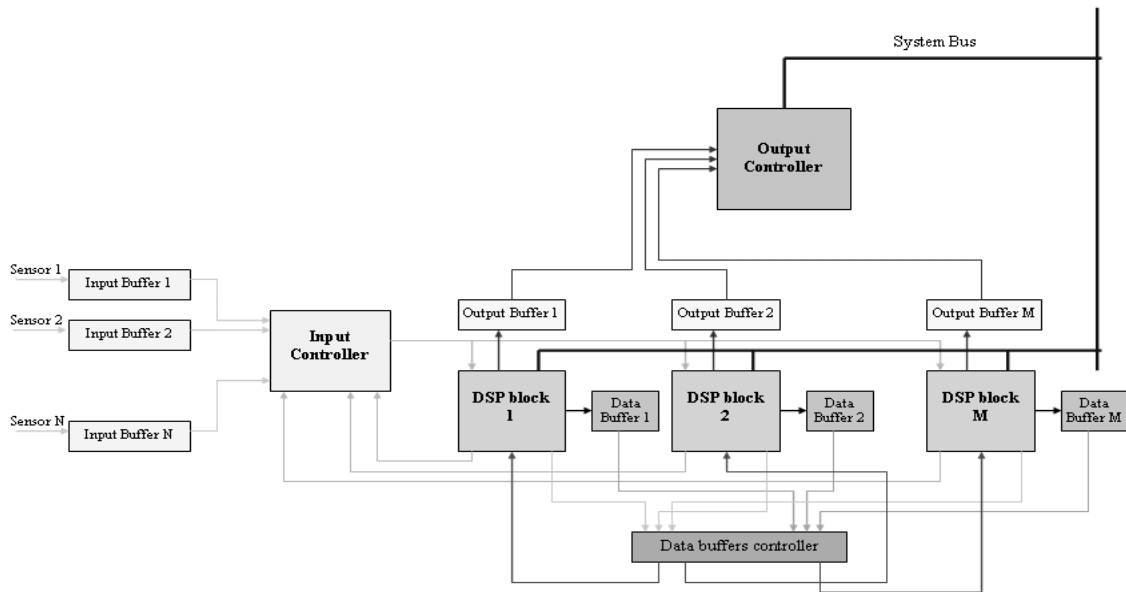 System Bus
Output
Controller
Sensor 1
Input Buffer 1
Sensor 2
Input Buffer 2
Input
Controller
Output Buffer 1
Output Buffer 2
Output Buffer M
DSP block
1
Data
Buffer 1
DSP block
2
Data
Buffer 2
DSP block
M
Data
Buffer M
Sensor N
Input Buffer N
Data buffers controller